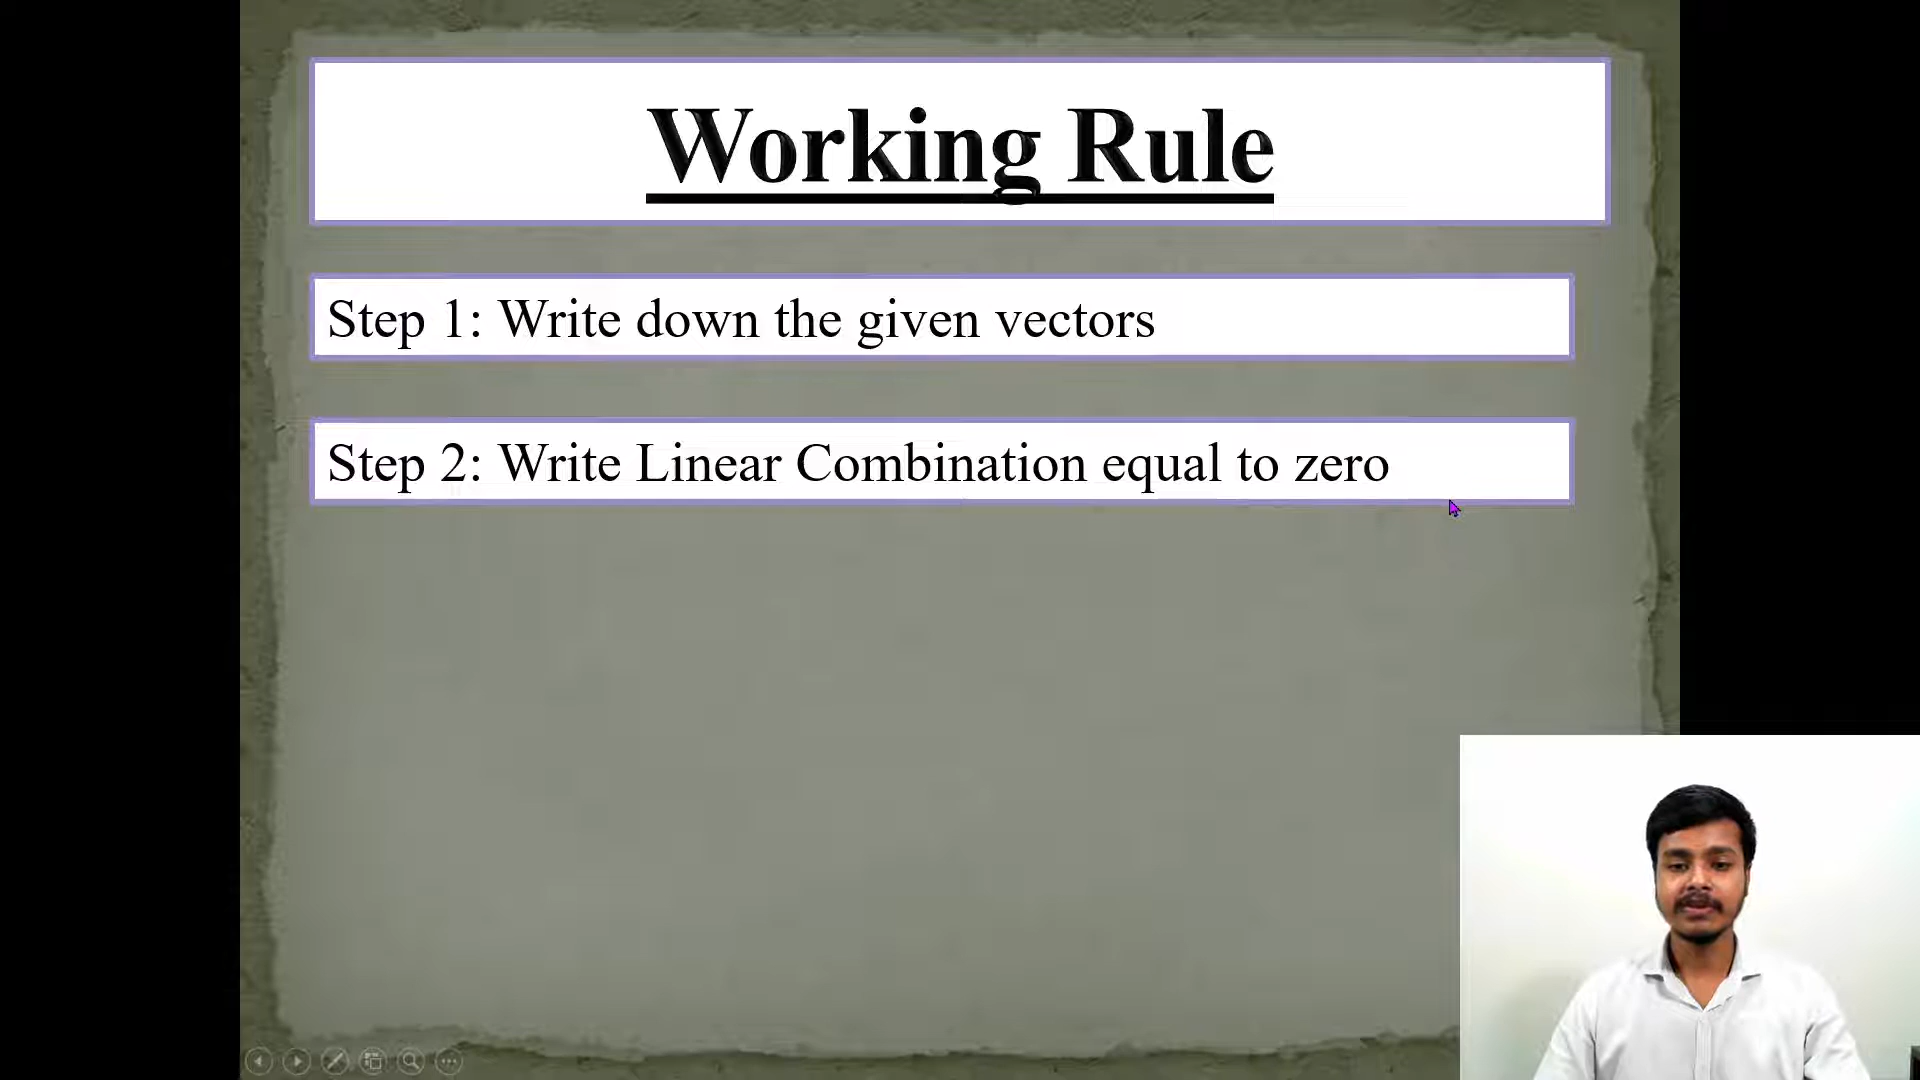 Working Rule
Step 1: Write down the given vectors
Step 2: Write Linear Combination equal to zero